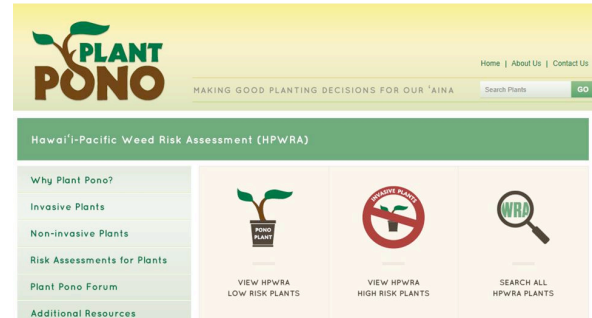 PLANT
PONO
Home | About Us | Contact Us
MAKING GOOD PLANTING DECISIONS FOR OUR 'AINA
Search Plants
GO
Hawai'i-Pacific Weed Risk Assessment (HPWRA)
Why Plant Pono?
Invasive Plants
Non-invasive Plants
Risk Assessments for Plants
Plant Pono Forum
Additional Resources
PONO
PLANT
VIEW HPWRA
LOW RISK PLANTS
INVASIVE PLANTS
VIEW HPWRA
HIGH RISK PLANTS
WRA
SEARCH ALL
HPWRA PLANTS